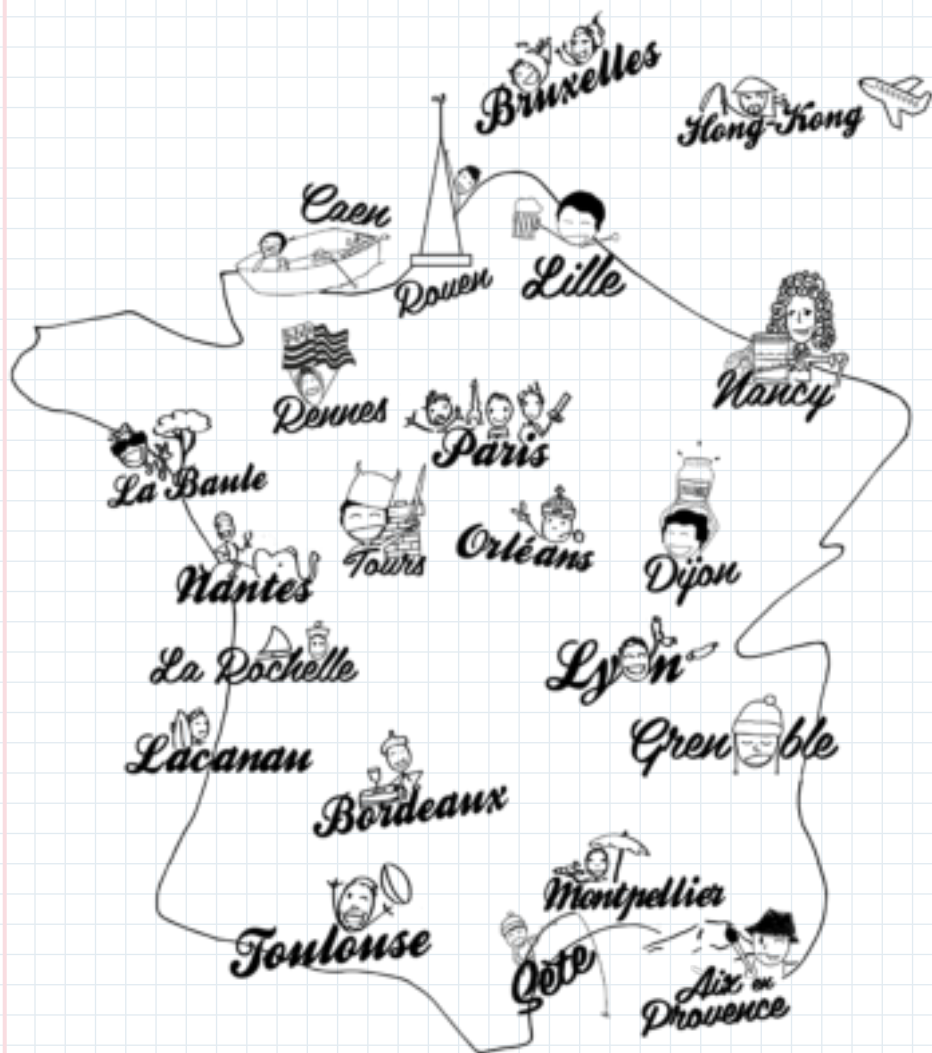 Bruxelles
Hong-Kong
Caen
Rouen
Lille
Nancy
Rennes
Paris
La Baule
Tours
Orléans
Dijon
Nantes
La Rochelle
Lyon
Grenoble
Lacanau
Bordeaux
Montpellier
Toulouse
Sète
Aix en
Provence